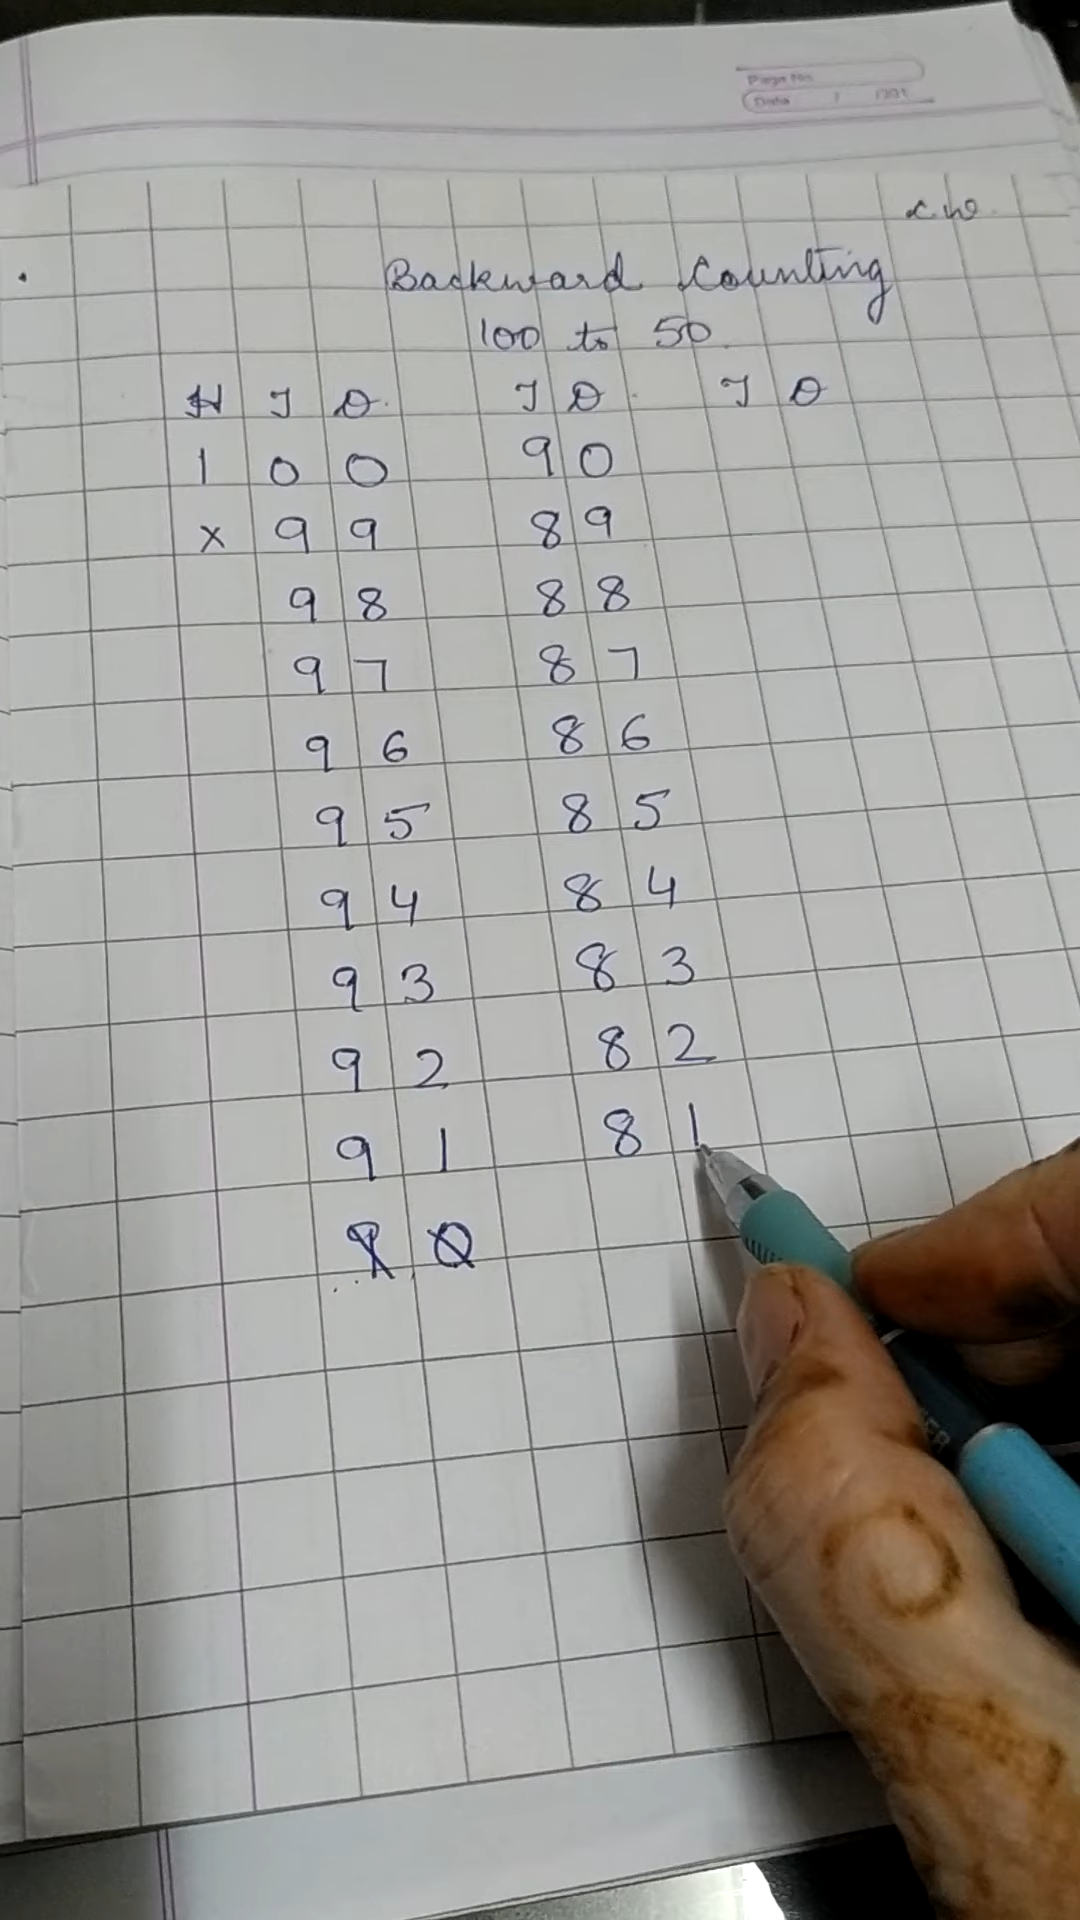 Page No.
Date
c.w.
Backward Counting
100 to 50.
H T O. T O. T O
1 0 0 9 0
x 9 9 8 9
9 8 8 8
9 7 8 7
9 6 8 6
9 5 8 5
9 4 8 4
9 3 8 3
9 2 8 2
9 1 8 1
9 0